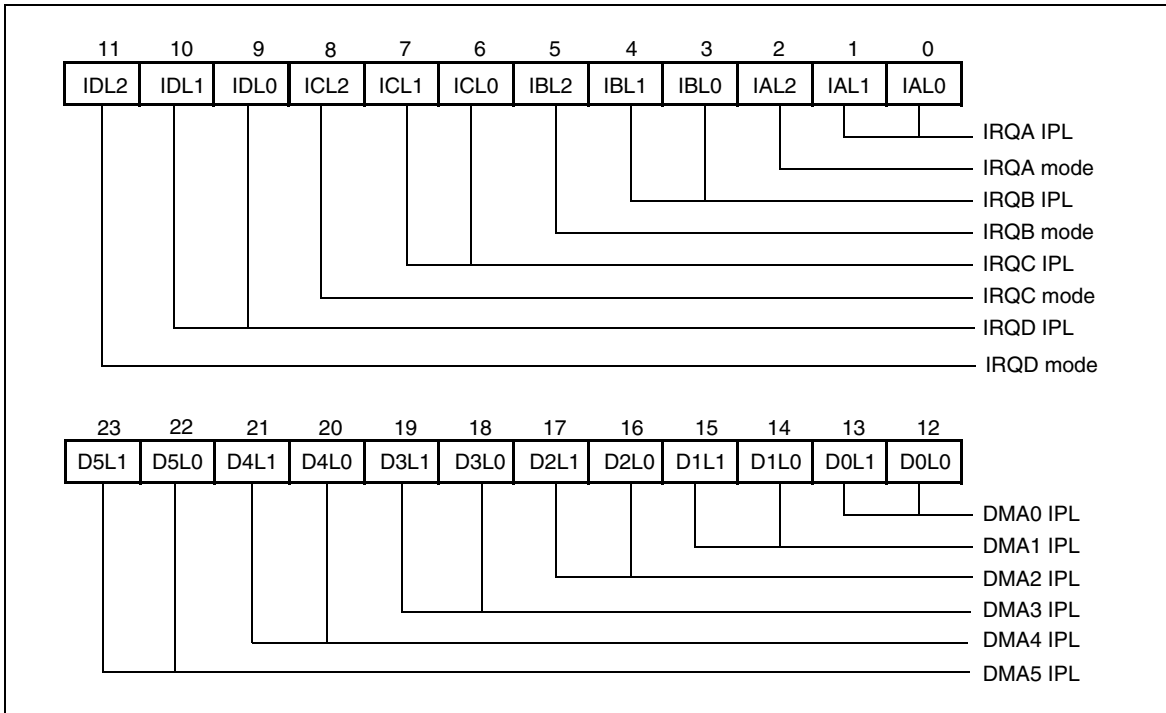 11 10 9 8 7 6 5 4 3 2 1 0
IDL2 IDL1 IDL0 ICL2 ICL1 ICL0 IBL2 IBL1 IBL0 IAL2 IAL1 IAL0
IRQA IPL
IRQA mode
IRQB IPL
IRQB mode
IRQC IPL
IRQC mode
IRQD IPL
IRQD mode
23 22 21 20 19 18 17 16 15 14 13 12
D5L1 D5L0 D4L1 D4L0 D3L1 D3L0 D2L1 D2L0 D1L1 D1L0 D0L1 D0L0
DMA0 IPL
DMA1 IPL
DMA2 IPL
DMA3 IPL
DMA4 IPL
DMA5 IPL